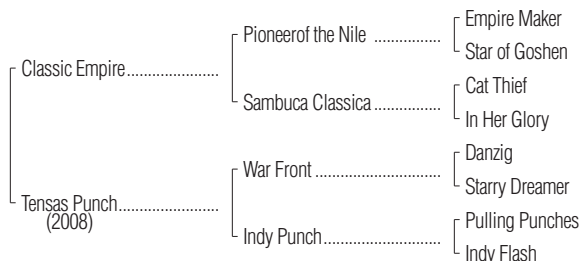 Empire Maker
Pioneerof the Nile ................
Star of Goshen
Classic Empire......................
Cat Thief
Sambuca Classica ................
In Her Glory
Danzig
War Front ..............................
Starry Dreamer
Tensas Punch........................
(2008)
Pulling Punches
Indy Punch............................
Indy Flash